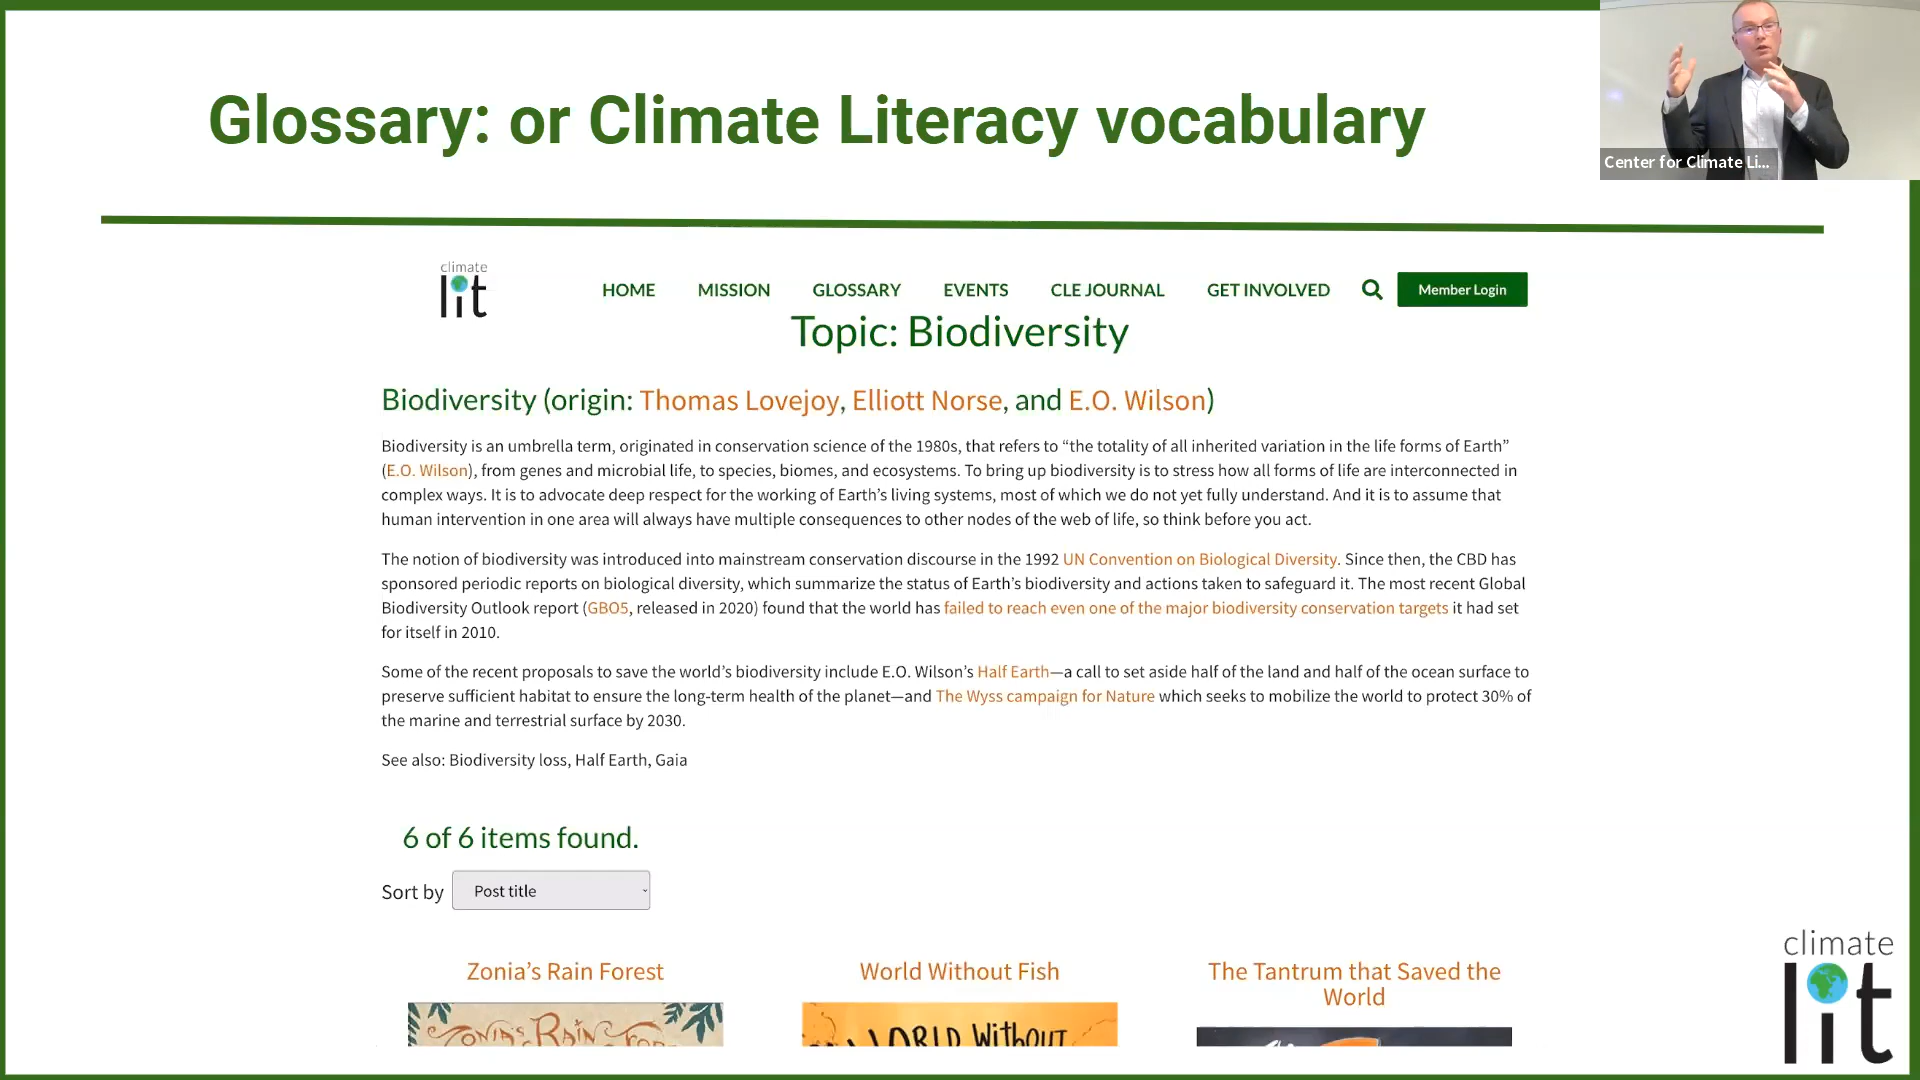 Glossary: or Climate Literacy vocabulary
Center for Climate Li...
climate
lit
HOME MISSION GLOSSARY EVENTS CLE JOURNAL GET INVOLVED Member Login
Topic: Biodiversity
Biodiversity (origin: Thomas Lovejoy, Elliott Norse, and E.O. Wilson)
Biodiversity is an umbrella term, originated in conservation science of the 1980s, that refers to “the totality of all inherited variation in the life forms of Earth”
(E.O. Wilson), from genes and microbial life, to species, biomes, and ecosystems. To bring up biodiversity is to stress how all forms of life are interconnected in
complex ways. It is to advocate deep respect for the working of Earth’s living systems, most of which we do not yet fully understand. And it is to assume that
human intervention in one area will always have multiple consequences to other nodes of the web of life, so think before you act.
The notion of biodiversity was introduced into mainstream conservation discourse in the 1992 UN Convention on Biological Diversity. Since then, the CBD has
sponsored periodic reports on biological diversity, which summarize the status of Earth’s biodiversity and actions taken to safeguard it. The most recent Global
Biodiversity Outlook report (GBO5, released in 2020) found that the world has failed to reach even one of the major biodiversity conservation targets it had set
for itself in 2010.
Some of the recent proposals to save the world’s biodiversity include E.O. Wilson’s Half Earth—a call to set aside half of the land and half of the ocean surface to
preserve sufficient habitat to ensure the long-term health of the planet—and The Wyss campaign for Nature which seeks to mobilize the world to protect 30% of
the marine and terrestrial surface by 2030.
See also: Biodiversity loss, Half Earth, Gaia
6 of 6 items found.
Sort by Post title
Zonia’s Rain Forest
World Without Fish
The Tantrum that Saved the
World
ZONIA'S RAIN FOR
WORLD WITHOUT
climate
lit